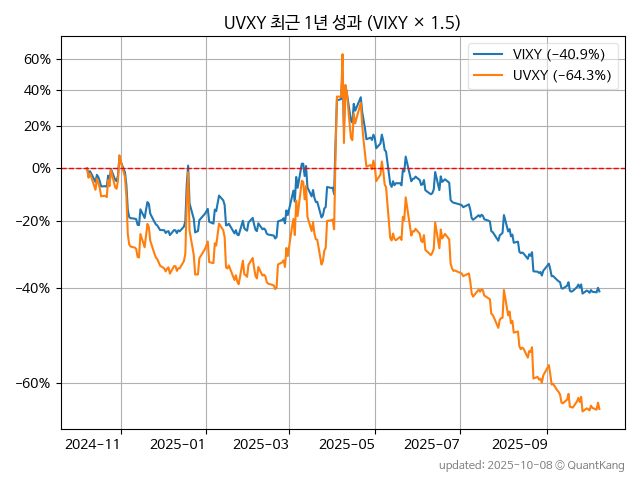 UVXY 최근 1년 성과 (VIXY × 1.5)
VIXY (−40.9%)
UVXY (−64.3%)
60%
40%
20%
0%
−20%
−40%
−60%
2024−11 2025−01 2025−03 2025−05 2025−07 2025−09
updated: 2025-10-08 © QuantKang